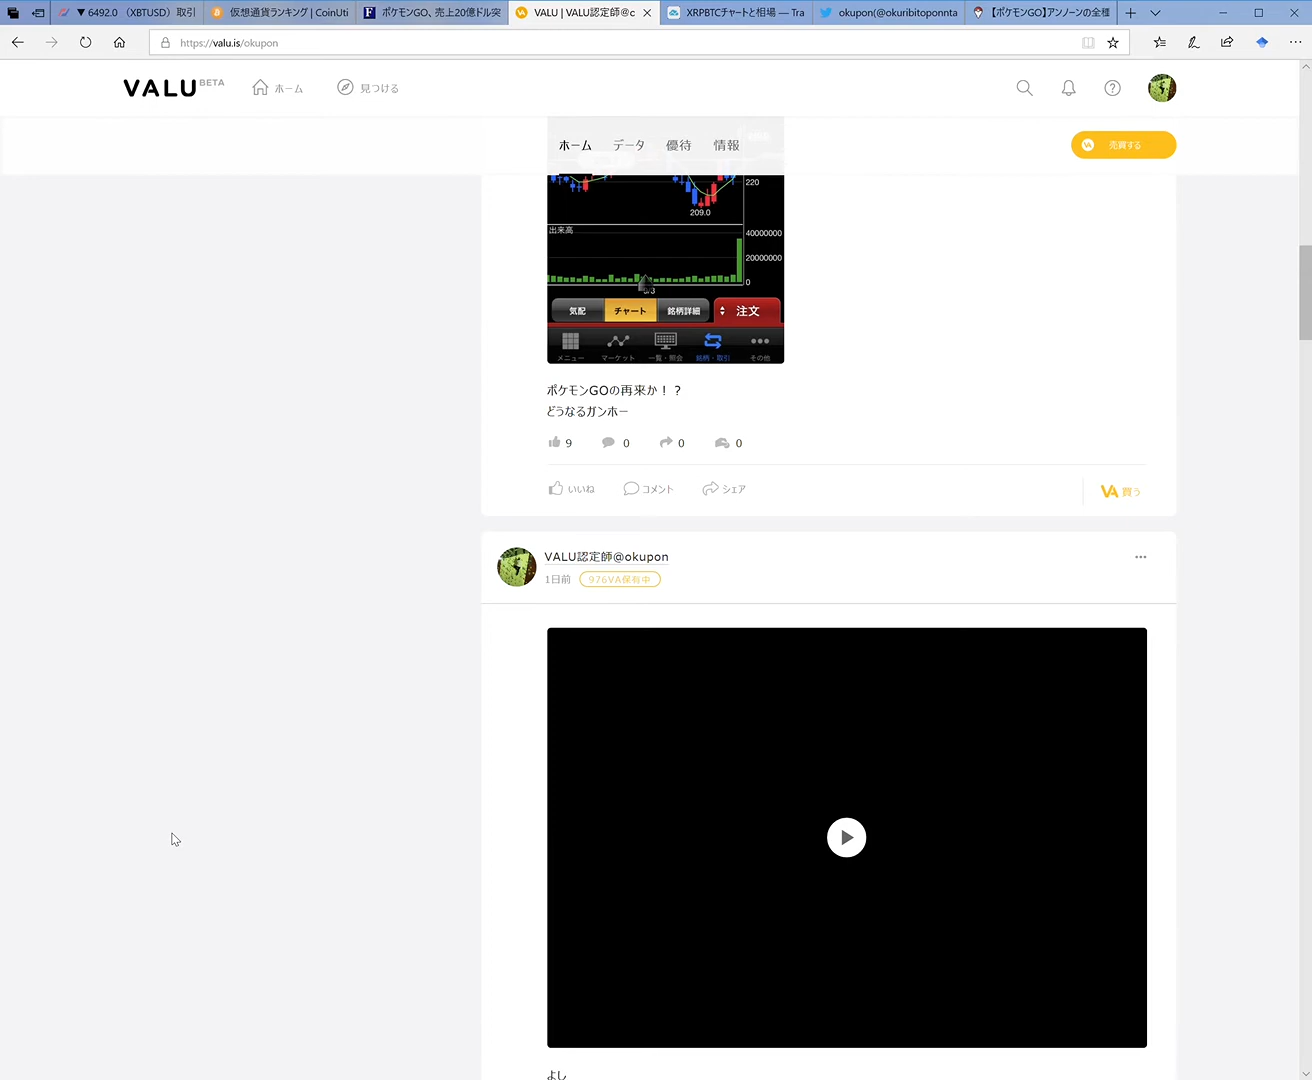 ▼ 6492.0 （XBTUSD）取引
仮想通貨ランキング | CoinUti
ポケモンGO、売上20億ドル突
VALU | VALU認定師@c
XRPBTCチャートと相場 — Tra
okupon(@okuribitoponnta
【ポケモンGO】アンノーンの全種
https://valu.is/okupon
VALU BETA
ホーム
見つける
ホーム データ 優待 情報
売買する
220
209.0
出来高
40000000
20000000
0
気配 チャート 銘柄詳細 注文
メニュー マーケット 一覧・照会 銘柄・取引 その他
ポケモンGOの再来か！？
どうなるガンホー
9 0 0 0
いいね コメント シェア
VA 買う
VALU認定師@okupon
1日前 976VA保有中
よし